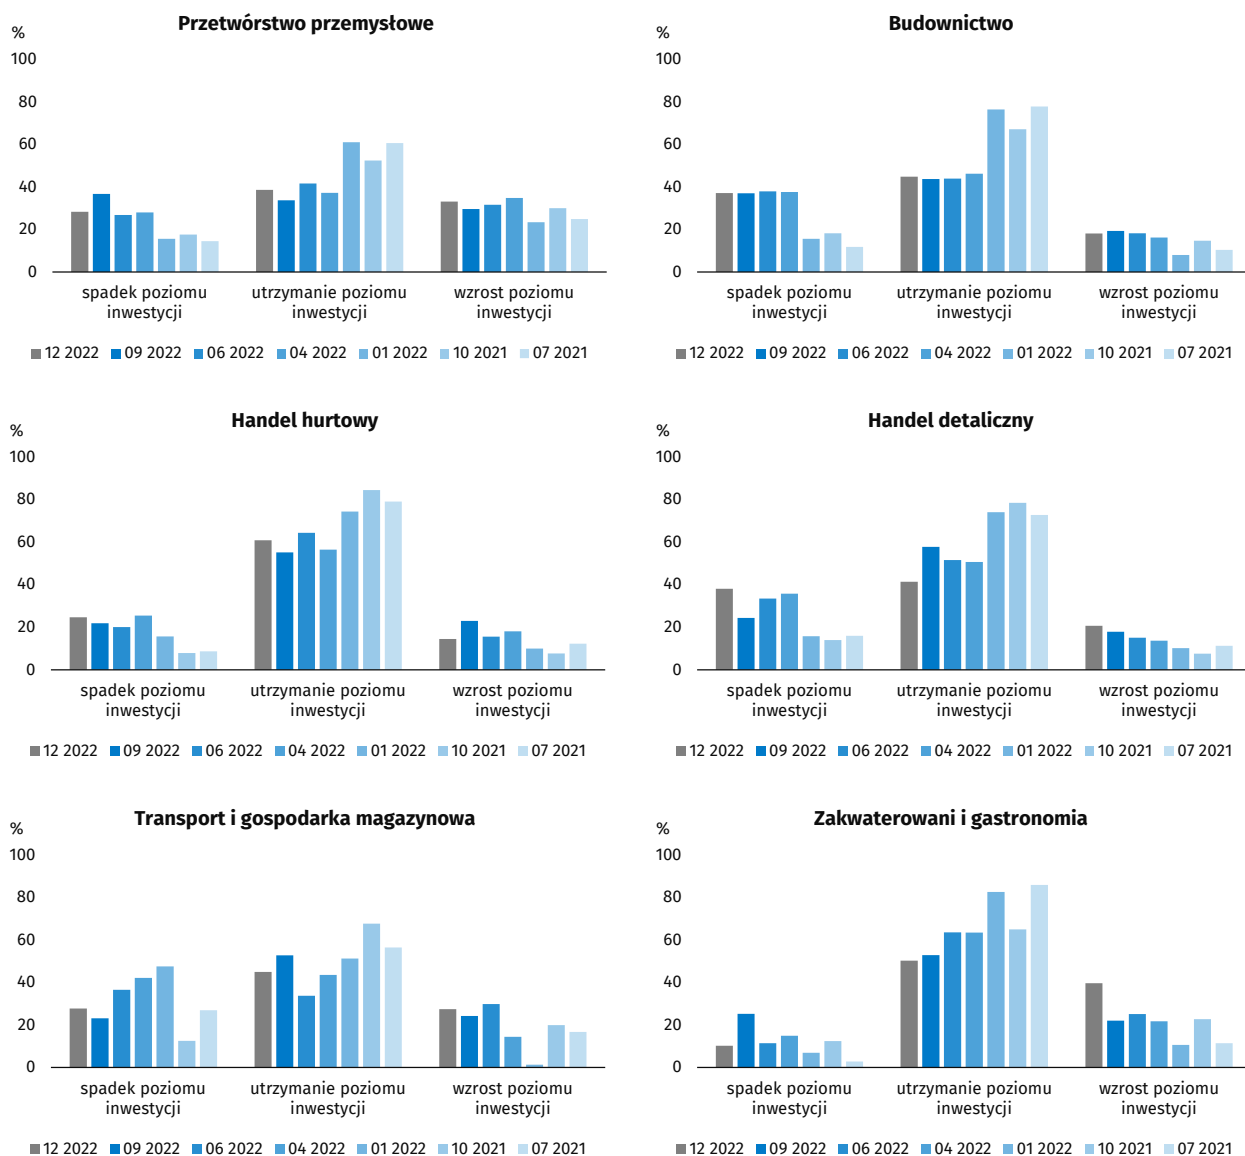 Przetwórstwo przemysłowe
%
100
80
60
40
20
0
spadek poziomu inwestycji
utrzymanie poziomu inwestycji
wzrost poziomu inwestycji
12 2022 09 2022 06 2022 04 2022 01 2022 10 2021 07 2021
Budownictwo
%
100
80
60
40
20
0
spadek poziomu inwestycji
utrzymanie poziomu inwestycji
wzrost poziomu inwestycji
12 2022 09 2022 06 2022 04 2022 01 2022 10 2021 07 2021
Handel hurtowy
%
100
80
60
40
20
0
spadek poziomu inwestycji
utrzymanie poziomu inwestycji
wzrost poziomu inwestycji
12 2022 09 2022 06 2022 04 2022 01 2022 10 2021 07 2021
Handel detaliczny
%
100
80
60
40
20
0
spadek poziomu inwestycji
utrzymanie poziomu inwestycji
wzrost poziomu inwestycji
12 2022 09 2022 06 2022 04 2022 01 2022 10 2021 07 2021
Transport i gospodarka magazynowa
%
100
80
60
40
20
0
spadek poziomu inwestycji
utrzymanie poziomu inwestycji
wzrost poziomu inwestycji
12 2022 09 2022 06 2022 04 2022 01 2022 10 2021 07 2021
Zakwaterowani i gastronomia
%
100
80
60
40
20
0
spadek poziomu inwestycji
utrzymanie poziomu inwestycji
wzrost poziomu inwestycji
12 2022 09 2022 06 2022 04 2022 01 2022 10 2021 07 2021